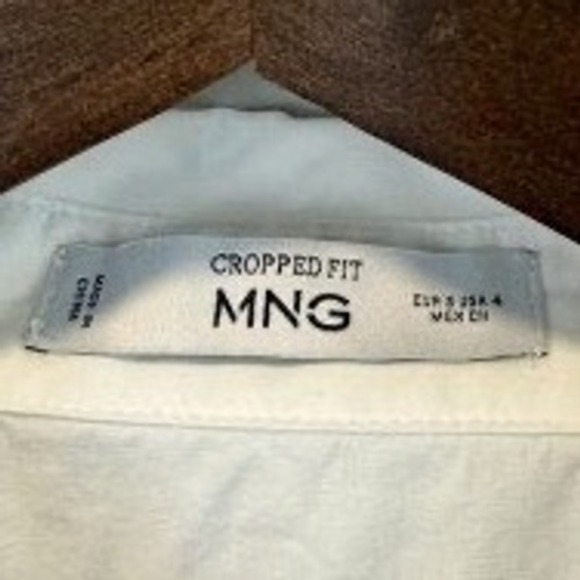 CROPPED FIT
MNG
MADE IN
CHINA
EUR S USA 4
MEX CH